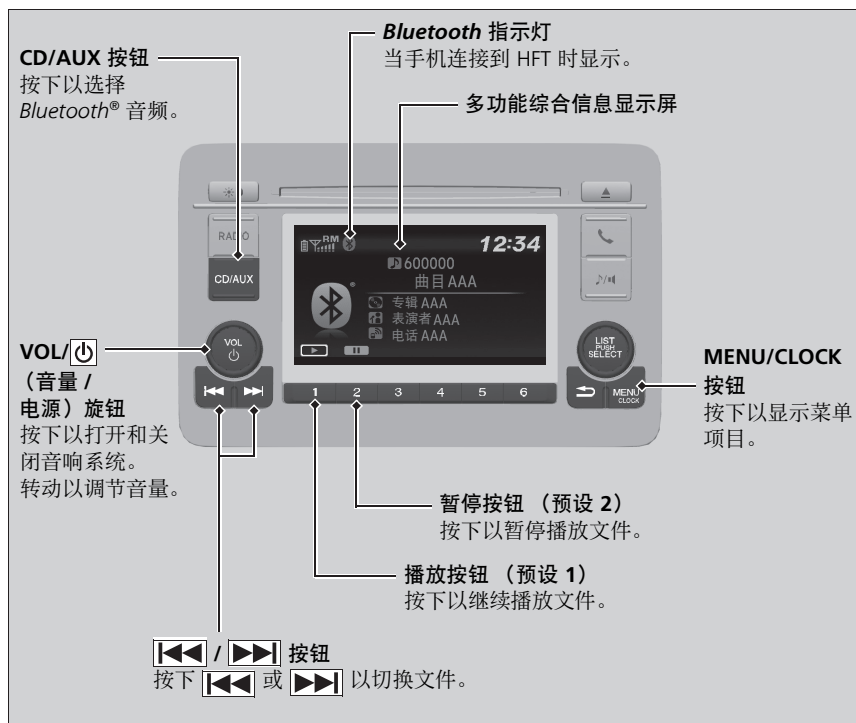 Bluetooth 指示灯
当手机连接到 HFT 时显示。
CD/AUX 按钮
按下以选择
Bluetooth® 音频。
多功能综合信息显示屏
RADIO
CD/AUX
RM
12:34
600000
曲目 AAA
专辑 AAA
表演者 AAA
电话 AAA
VOL
LIST
PUSH
SELECT
1 2 3 4 5 6
MENU
CLOCK
VOL/
（音量 /
电源）旋钮
按下以打开和关
闭音响系统。
转动以调节音量。
MENU/CLOCK
按钮
按下以显示菜单
项目。
暂停按钮 （预设 2）
按下以暂停播放文件。
播放按钮 （预设 1）
按下以继续播放文件。
/ 按钮
按下 或 以切换文件。